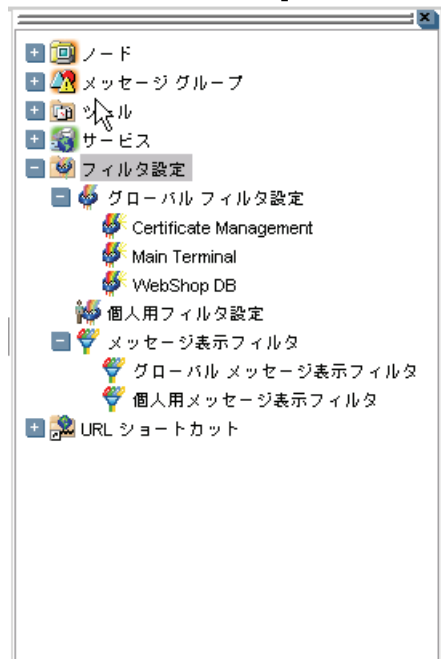 ノード
メッセージ グループ
ツール
サービス
フィルタ設定
グローバル フィルタ設定
Certificate Management
Main Terminal
WebShop DB
個人用フィルタ設定
メッセージ表示フィルタ
グローバル メッセージ表示フィルタ
個人用メッセージ表示フィルタ
URL ショートカット